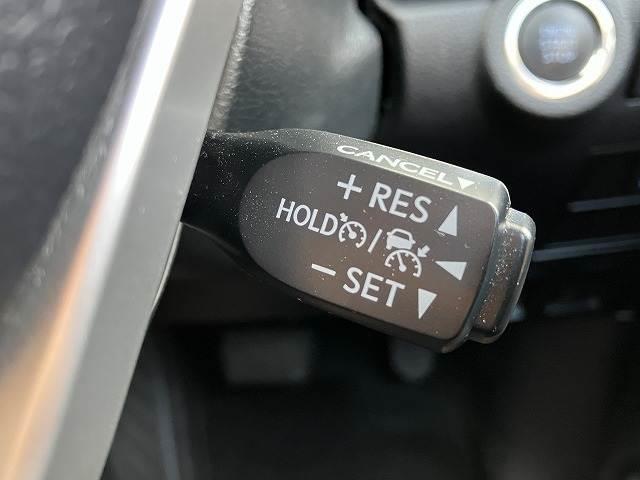 CANCEL▼
+ RES ▲
HOLD / ◀
− SET ▼